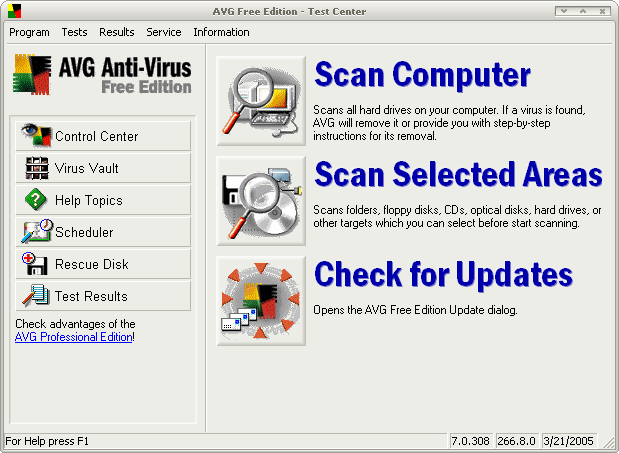 AVG Free Edition - Test Center
Program Tests Results Service Information
AVG Anti-Virus
Free Edition
Control Center
Virus Vault
Help Topics
Scheduler
Rescue Disk
Test Results
Check advantages of the
AVG Professional Edition!
Scan Computer
Scans all hard drives on your computer. If a virus is found,
AVG will remove it or provide you with step-by-step
instructions for its removal.
Scan Selected Areas
Scans folders, floppy disks, CDs, optical disks, hard drives, or
other targets which you can select before start scanning.
Check for Updates
Opens the AVG Free Edition Update dialog.
For Help press F1
7.0.308 266.8.0 3/21/2005